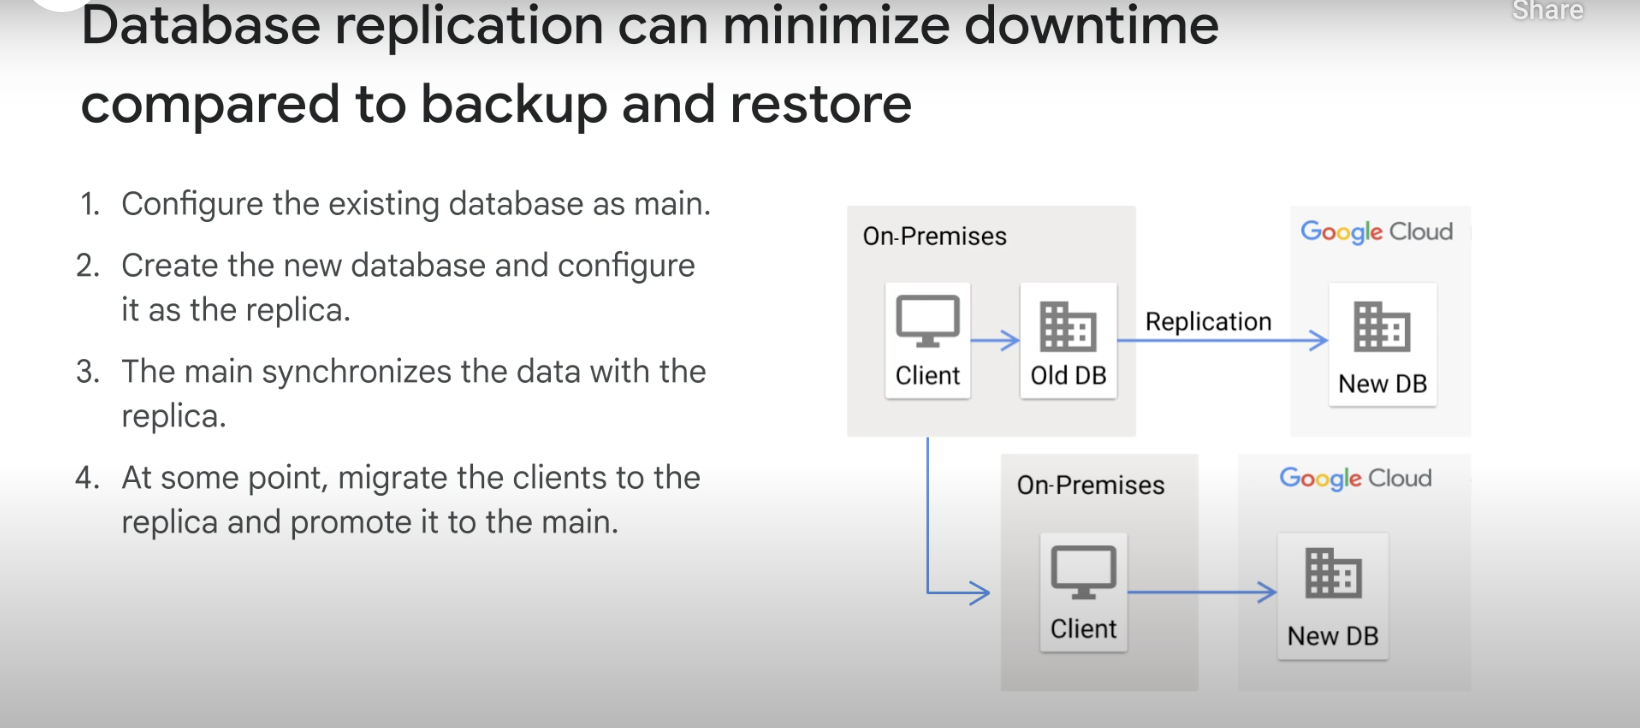 Share
Database replication can minimize downtime
compared to backup and restore
1. Configure the existing database as main.
2. Create the new database and configure
it as the replica.
3. The main synchronizes the data with the
replica.
4. At some point, migrate the clients to the
replica and promote it to the main.
On-Premises
Google Cloud
Replication
Client
Old DB
New DB
On-Premises
Google Cloud
Client
New DB